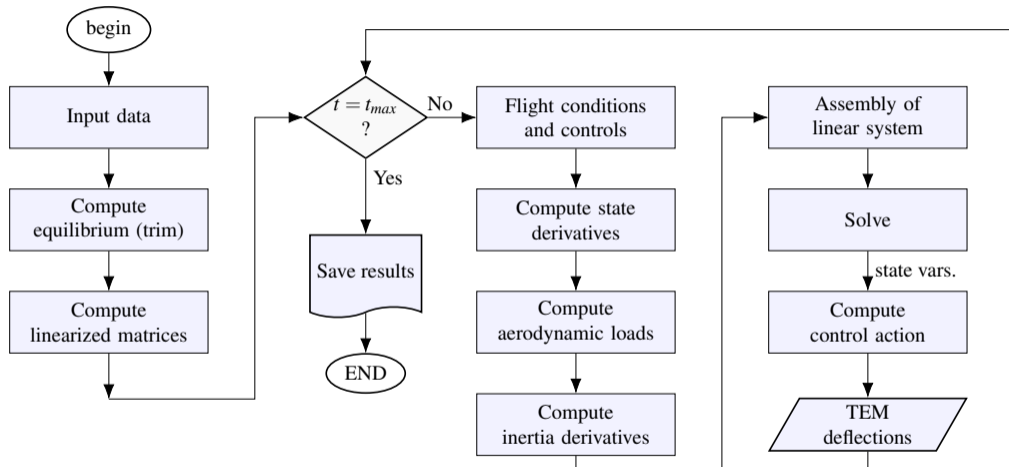 begin
Input data
Compute
equilibrium (trim)
Compute
linearized matrices
t = tmax
?
No
Yes
Save results
END
Flight conditions
and controls
Compute state
derivatives
Compute
aerodynamic loads
Compute
inertia derivatives
Assembly of
linear system
Solve
state vars.
Compute
control action
TEM
deflections